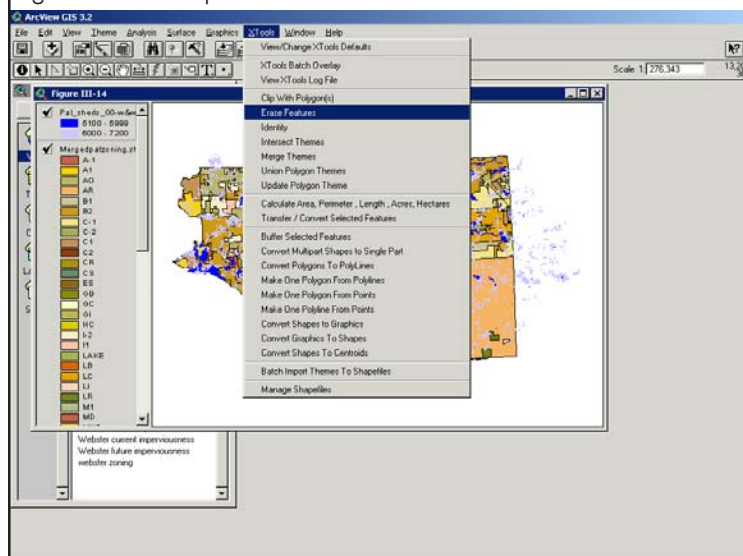 ArcView GIS 3.2
File Edit View Theme Analysis Surface Graphics XTools Window Help
Scale 1: 276,343
Figure III-14
View/Change XTools Defaults
XTools Batch Overlay
View XTools Log File
Clip With Polygon(s)
Erase Features
Identity
Intersect Themes
Merge Themes
Union Polygon Themes
Update Polygon Theme
Calculate Area, Perimeter , Length , Acres, Hectares
Transfer / Convert Selected Features
Buffer Selected Features
Convert Multipart Shapes to Single Part
Convert Polygons To PolyLines
Make One Polygon From Polylines
Make One Polygon From Points
Make One Polyline From Points
Convert Shapes to Graphics
Convert Graphics To Shapes
Convert Shapes To Centroids
Batch Import Themes To Shapefiles
Manage Shapefiles
Pal_sheds_00-w&w
5100 - 5999
6000 - 7200
Mergedpatzoning.sh
A-1
A1
AO
AR
B1
B2
C-1
C-2
C1
C2
CR
CS
ES
GB
GC
GI
HC
I-2
I1
LAKE
LB
LC
LI
LR
M1
MD
Webster current imperviousness
Webster future imperviousness
webster zoning